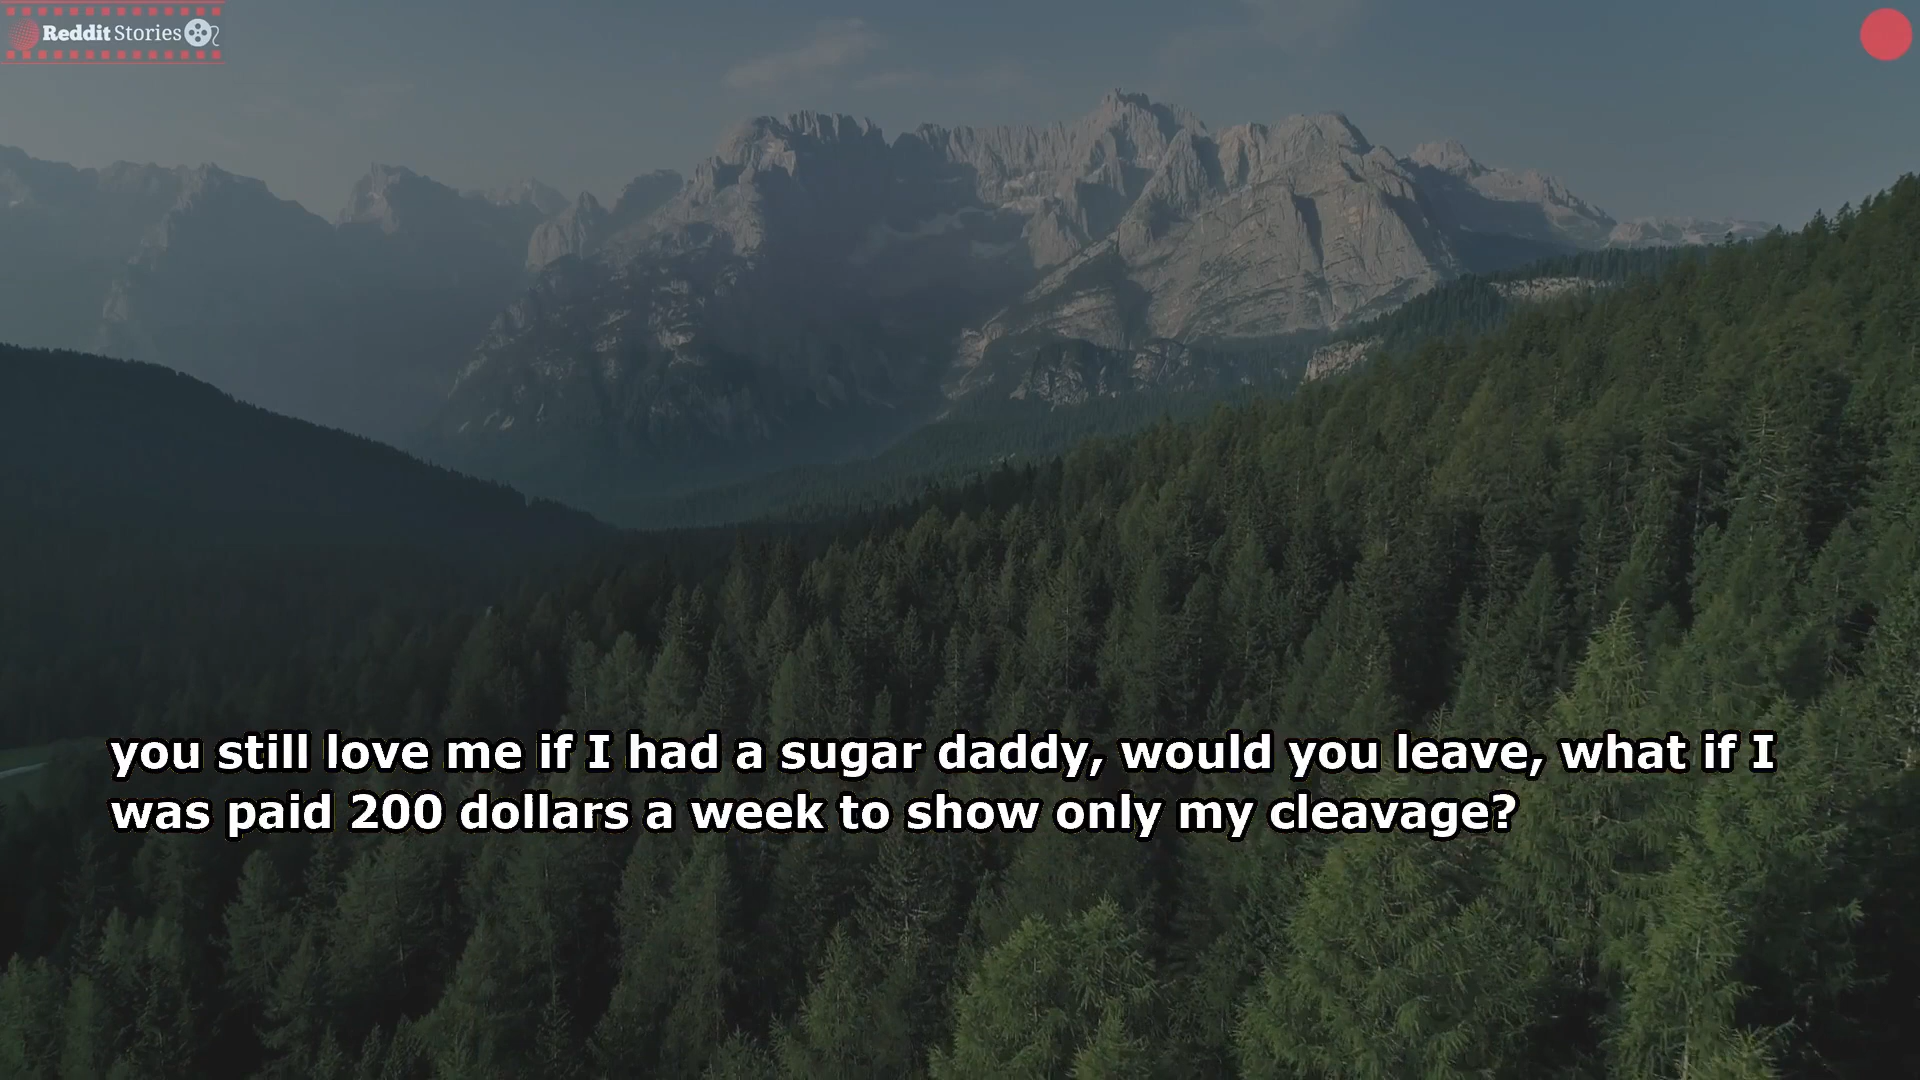 Reddit Stories
you still love me if I had a sugar daddy, would you leave, what if I
was paid 200 dollars a week to show only my cleavage?